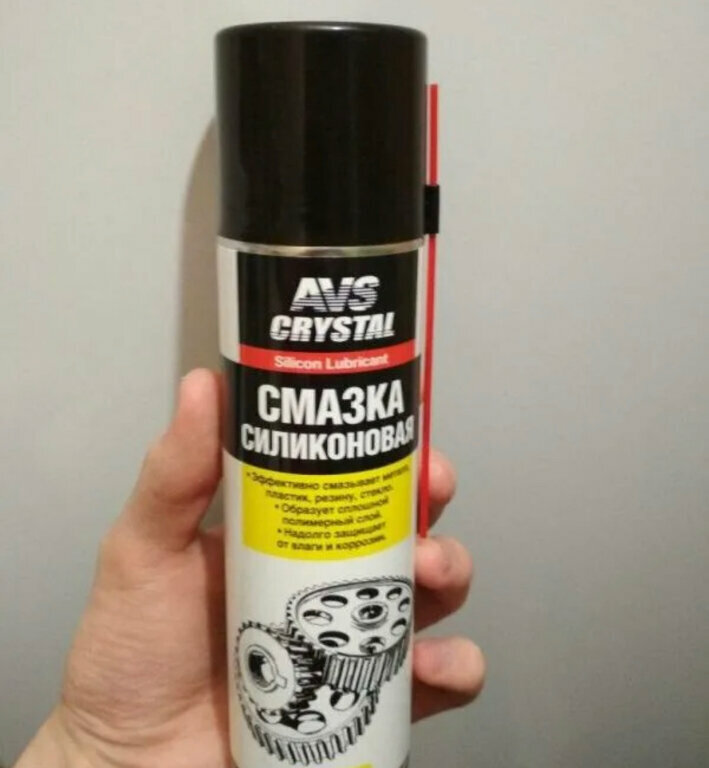 AVS
CRYSTAL
Silicon Lubricant
СМАЗКА
СИЛИКОНОВАЯ
• Эффективно смазывает металл,
пластик, резину, стекло.
• Образует сплошной
полимерный слой.
• Надолго защищает
от влаги и коррозии.